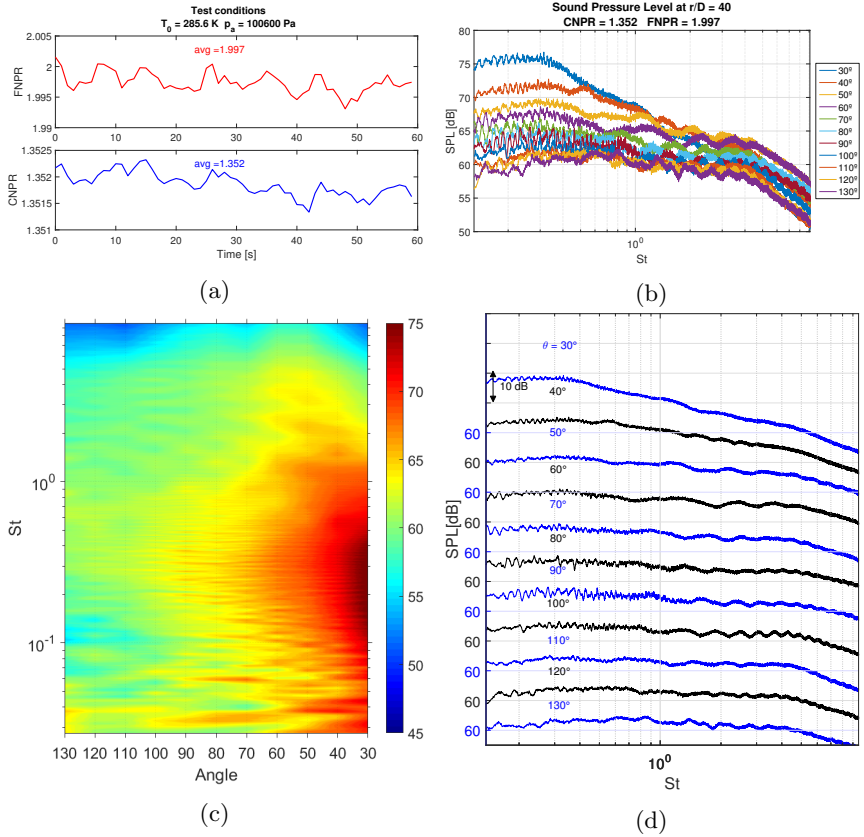 Test conditions
T0 = 285.6 K  pa = 100600 Pa
2.005
2
1.995
1.99
FNPR
avg =1.997
0 10 20 30 40 50 60
1.3525
1.352
1.3515
1.351
CNPR
avg =1.352
0 10 20 30 40 50 60
Time [s]
(a)
Sound Pressure Level at r/D = 40
CNPR = 1.352   FNPR = 1.997
80
75
70
65
60
55
50
SPL[dB]
10^0
St
30º
40º
50º
60º
70º
80º
90º
100º
110º
120º
130º
(b)
10^0
10^-1
St
130 120 110 100 90 80 70 60 50 40 30
Angle
75
70
65
60
55
50
45
(c)
θ = 30°
10 dB
40°
60
50°
60
60°
60
70°
60
80°
60
90°
60
100°
60
110°
60
120°
60
130°
60
SPL[dB]
10^0
St
(d)